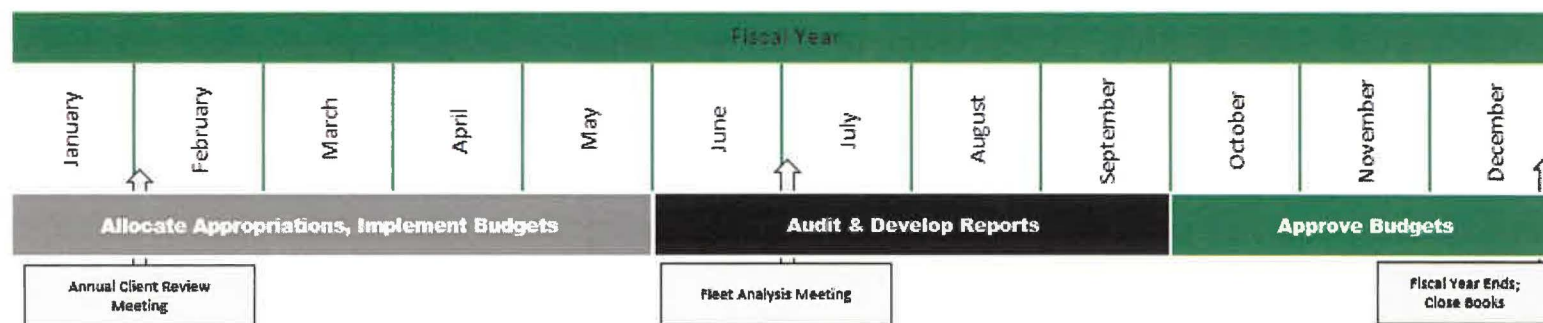 Fiscal Year
January
February
March
April
May
June
July
August
September
October
November
December
Allocate Appropriations, Implement Budgets
Audit & Develop Reports
Approve Budgets
Annual Client Review
Meeting
Fleet Analysis Meeting
Fiscal Year Ends;
Close Books